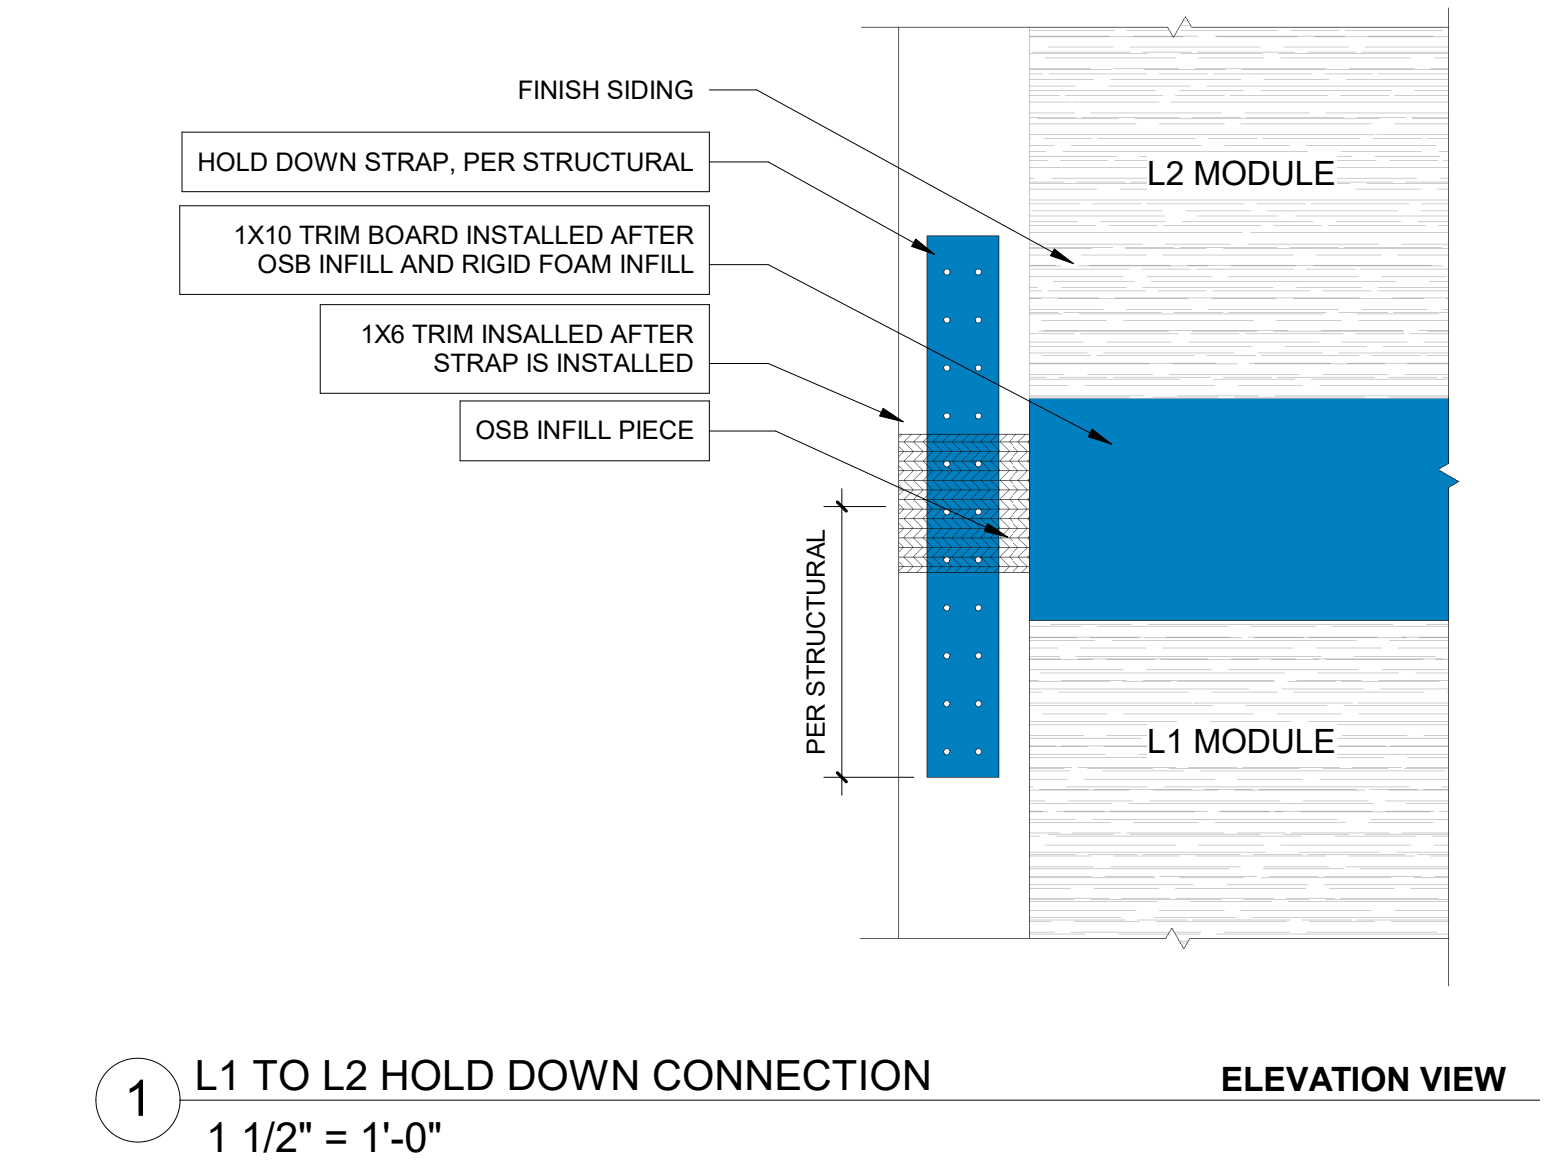 FINISH SIDING
HOLD DOWN STRAP, PER STRUCTURAL
1X10 TRIM BOARD INSTALLED AFTER
OSB INFILL AND RIGID FOAM INFILL
1X6 TRIM INSALLED AFTER
STRAP IS INSTALLED
OSB INFILL PIECE
PER STRUCTURAL
L2 MODULE
L1 MODULE
1
L1 TO L2 HOLD DOWN CONNECTION
ELEVATION VIEW
1 1/2" = 1'-0"